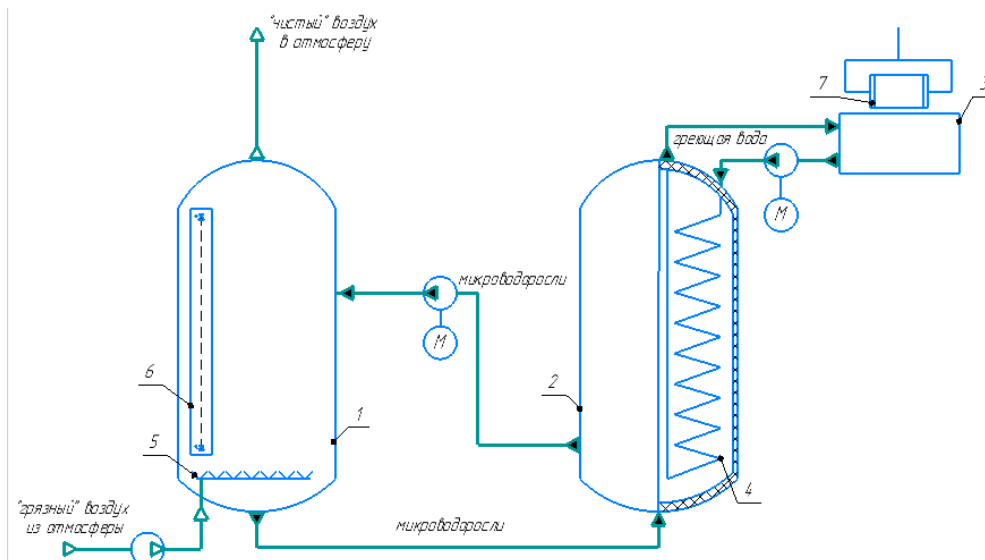 "чистый" воздух
в атмосферу
7
3
греющая вода
М
микроводоросли
М
6
1
2
5
4
"грязный" воздух
из атмосферы
микроводоросли